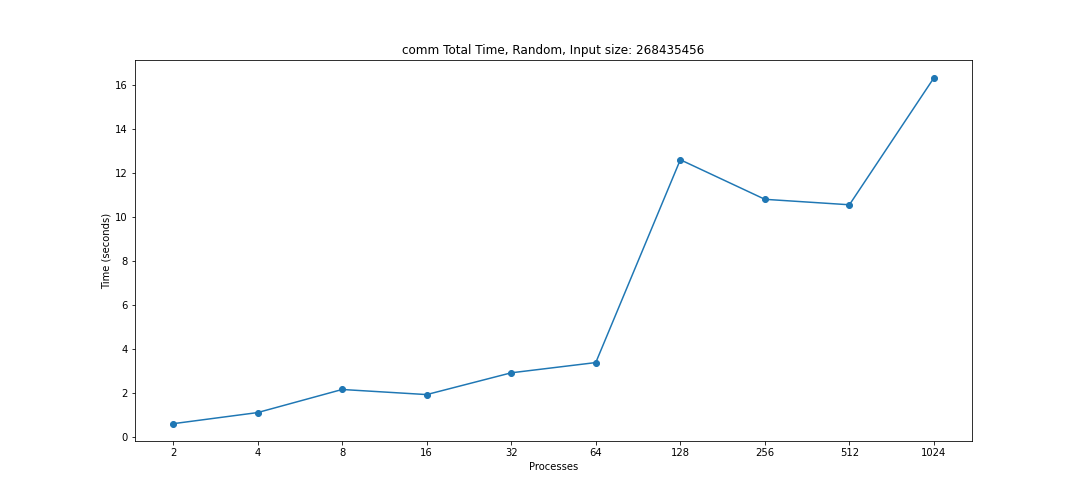 comm Total Time, Random, Input size: 268435456
16
14
12
10
8
6
4
2
0
Time (seconds)
2 4 8 16 32 64 128 256 512 1024
Processes